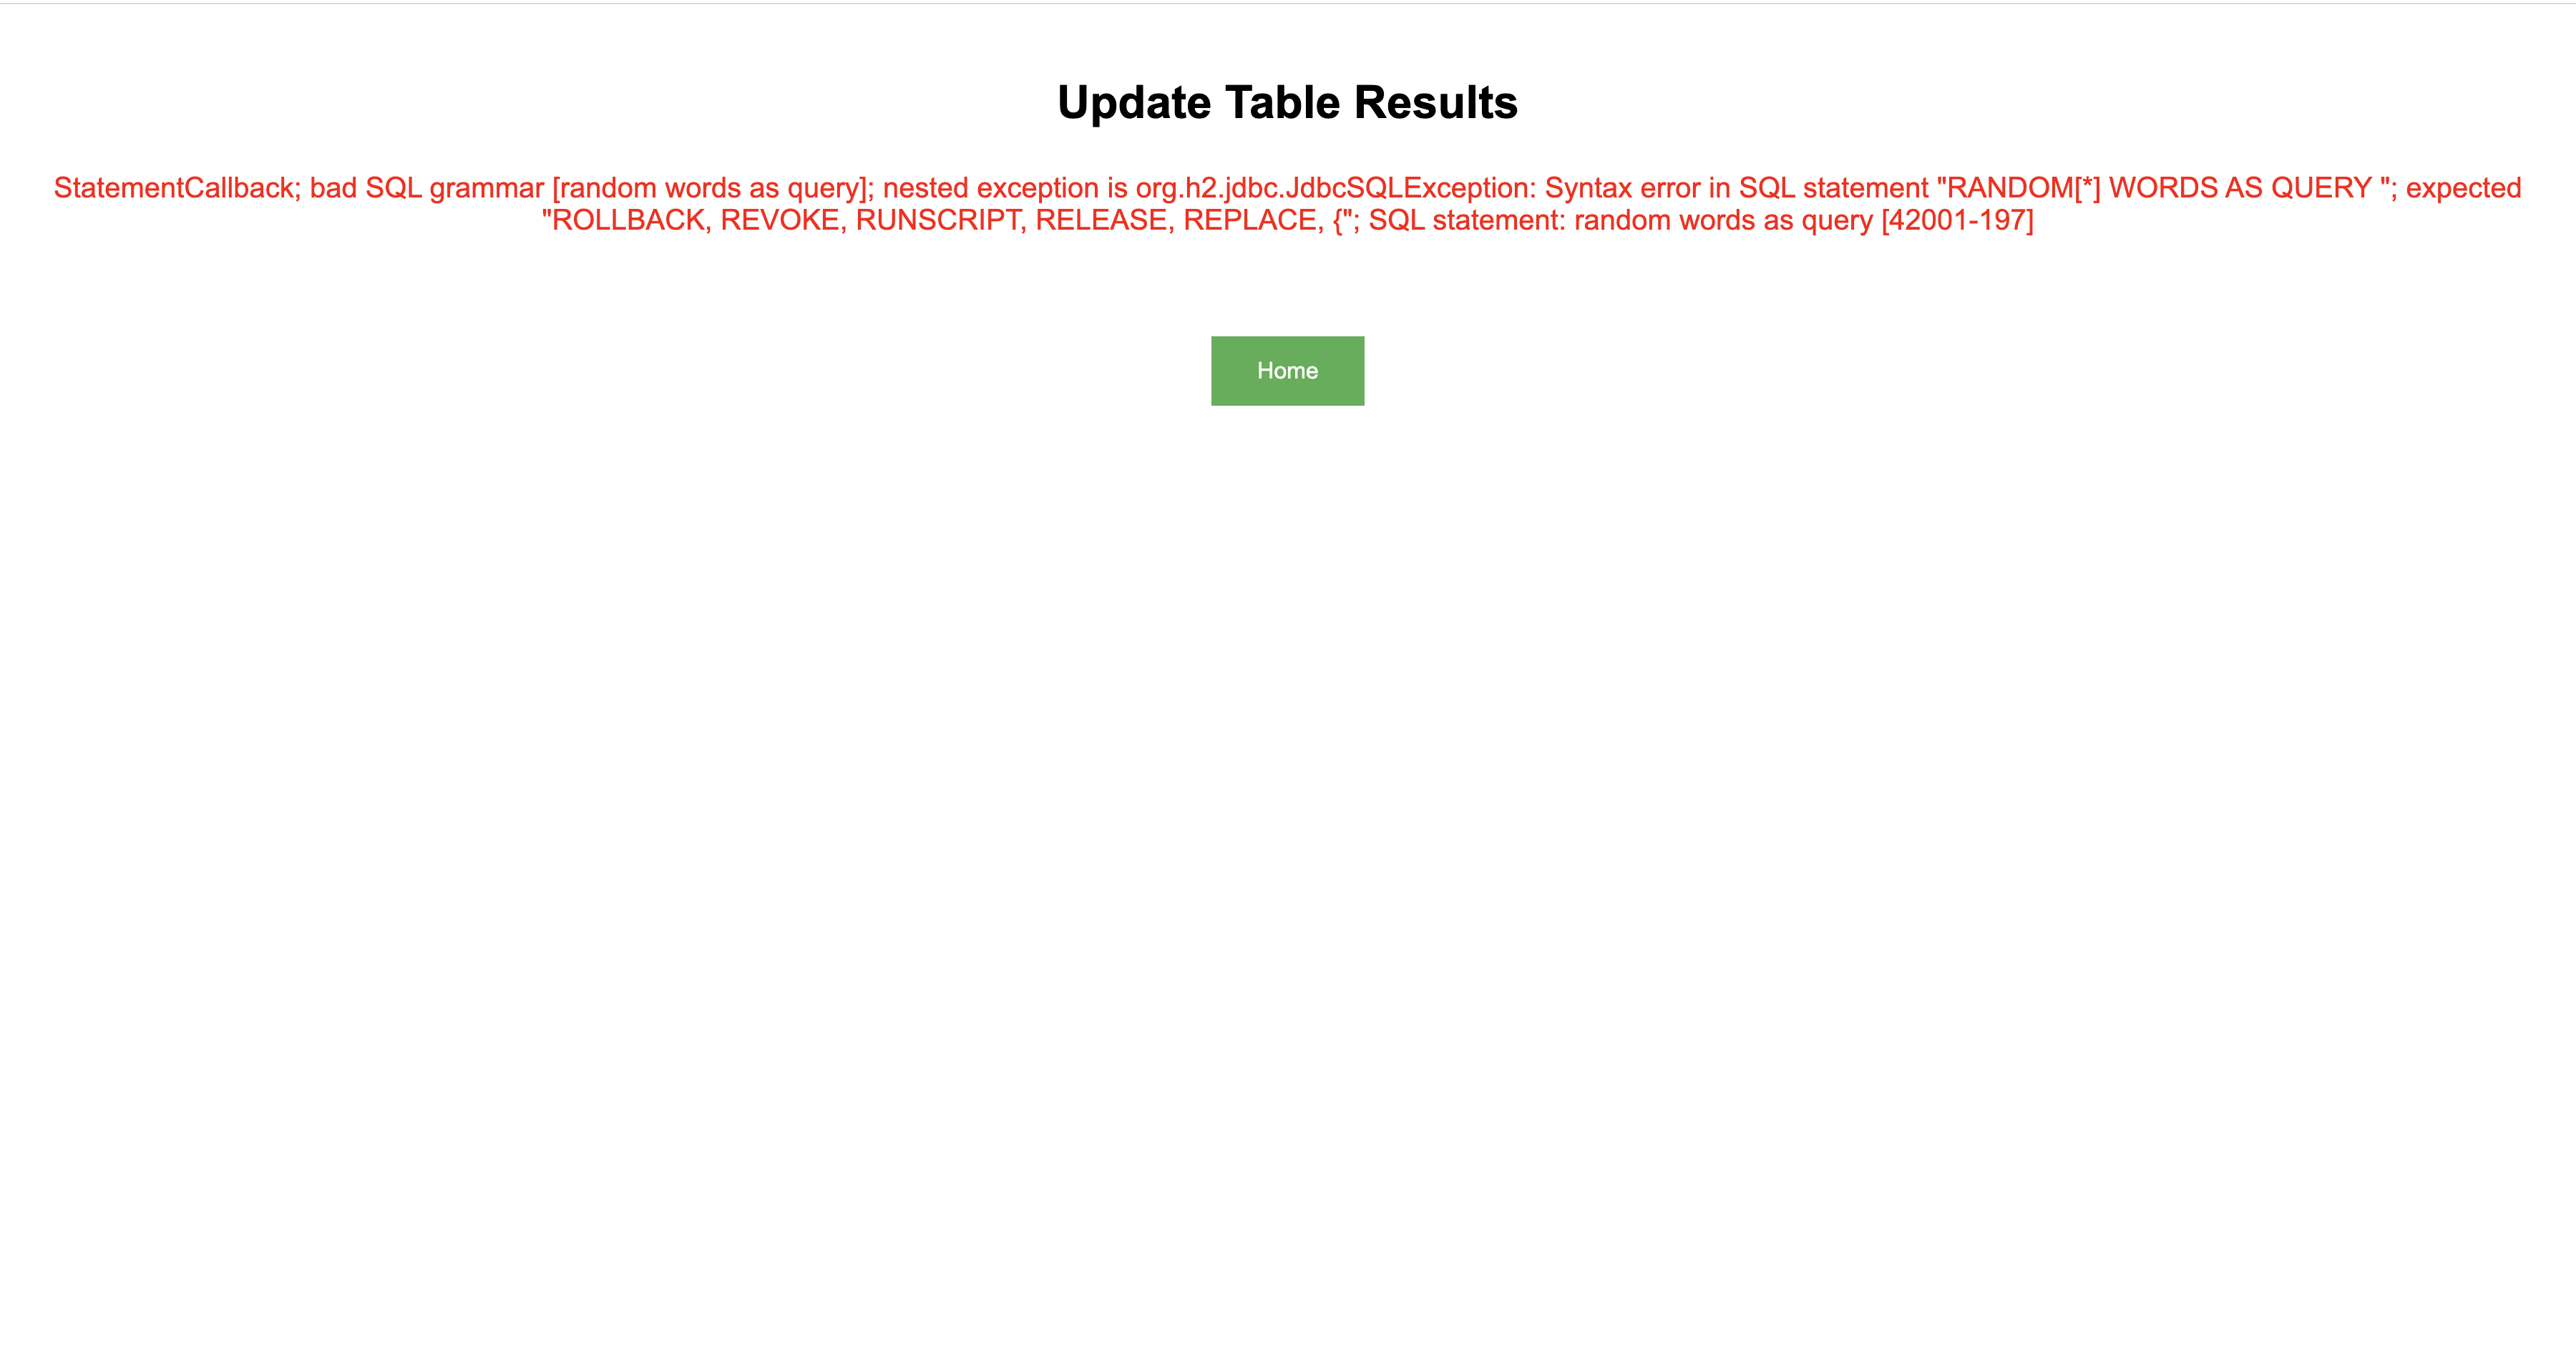 Update Table Results
StatementCallback; bad SQL grammar [random words as query]; nested exception is org.h2.jdbc.JdbcSQLException: Syntax error in SQL statement "RANDOM[*] WORDS AS QUERY "; expected
"ROLLBACK, REVOKE, RUNSCRIPT, RELEASE, REPLACE, {"; SQL statement: random words as query [42001-197]
Home